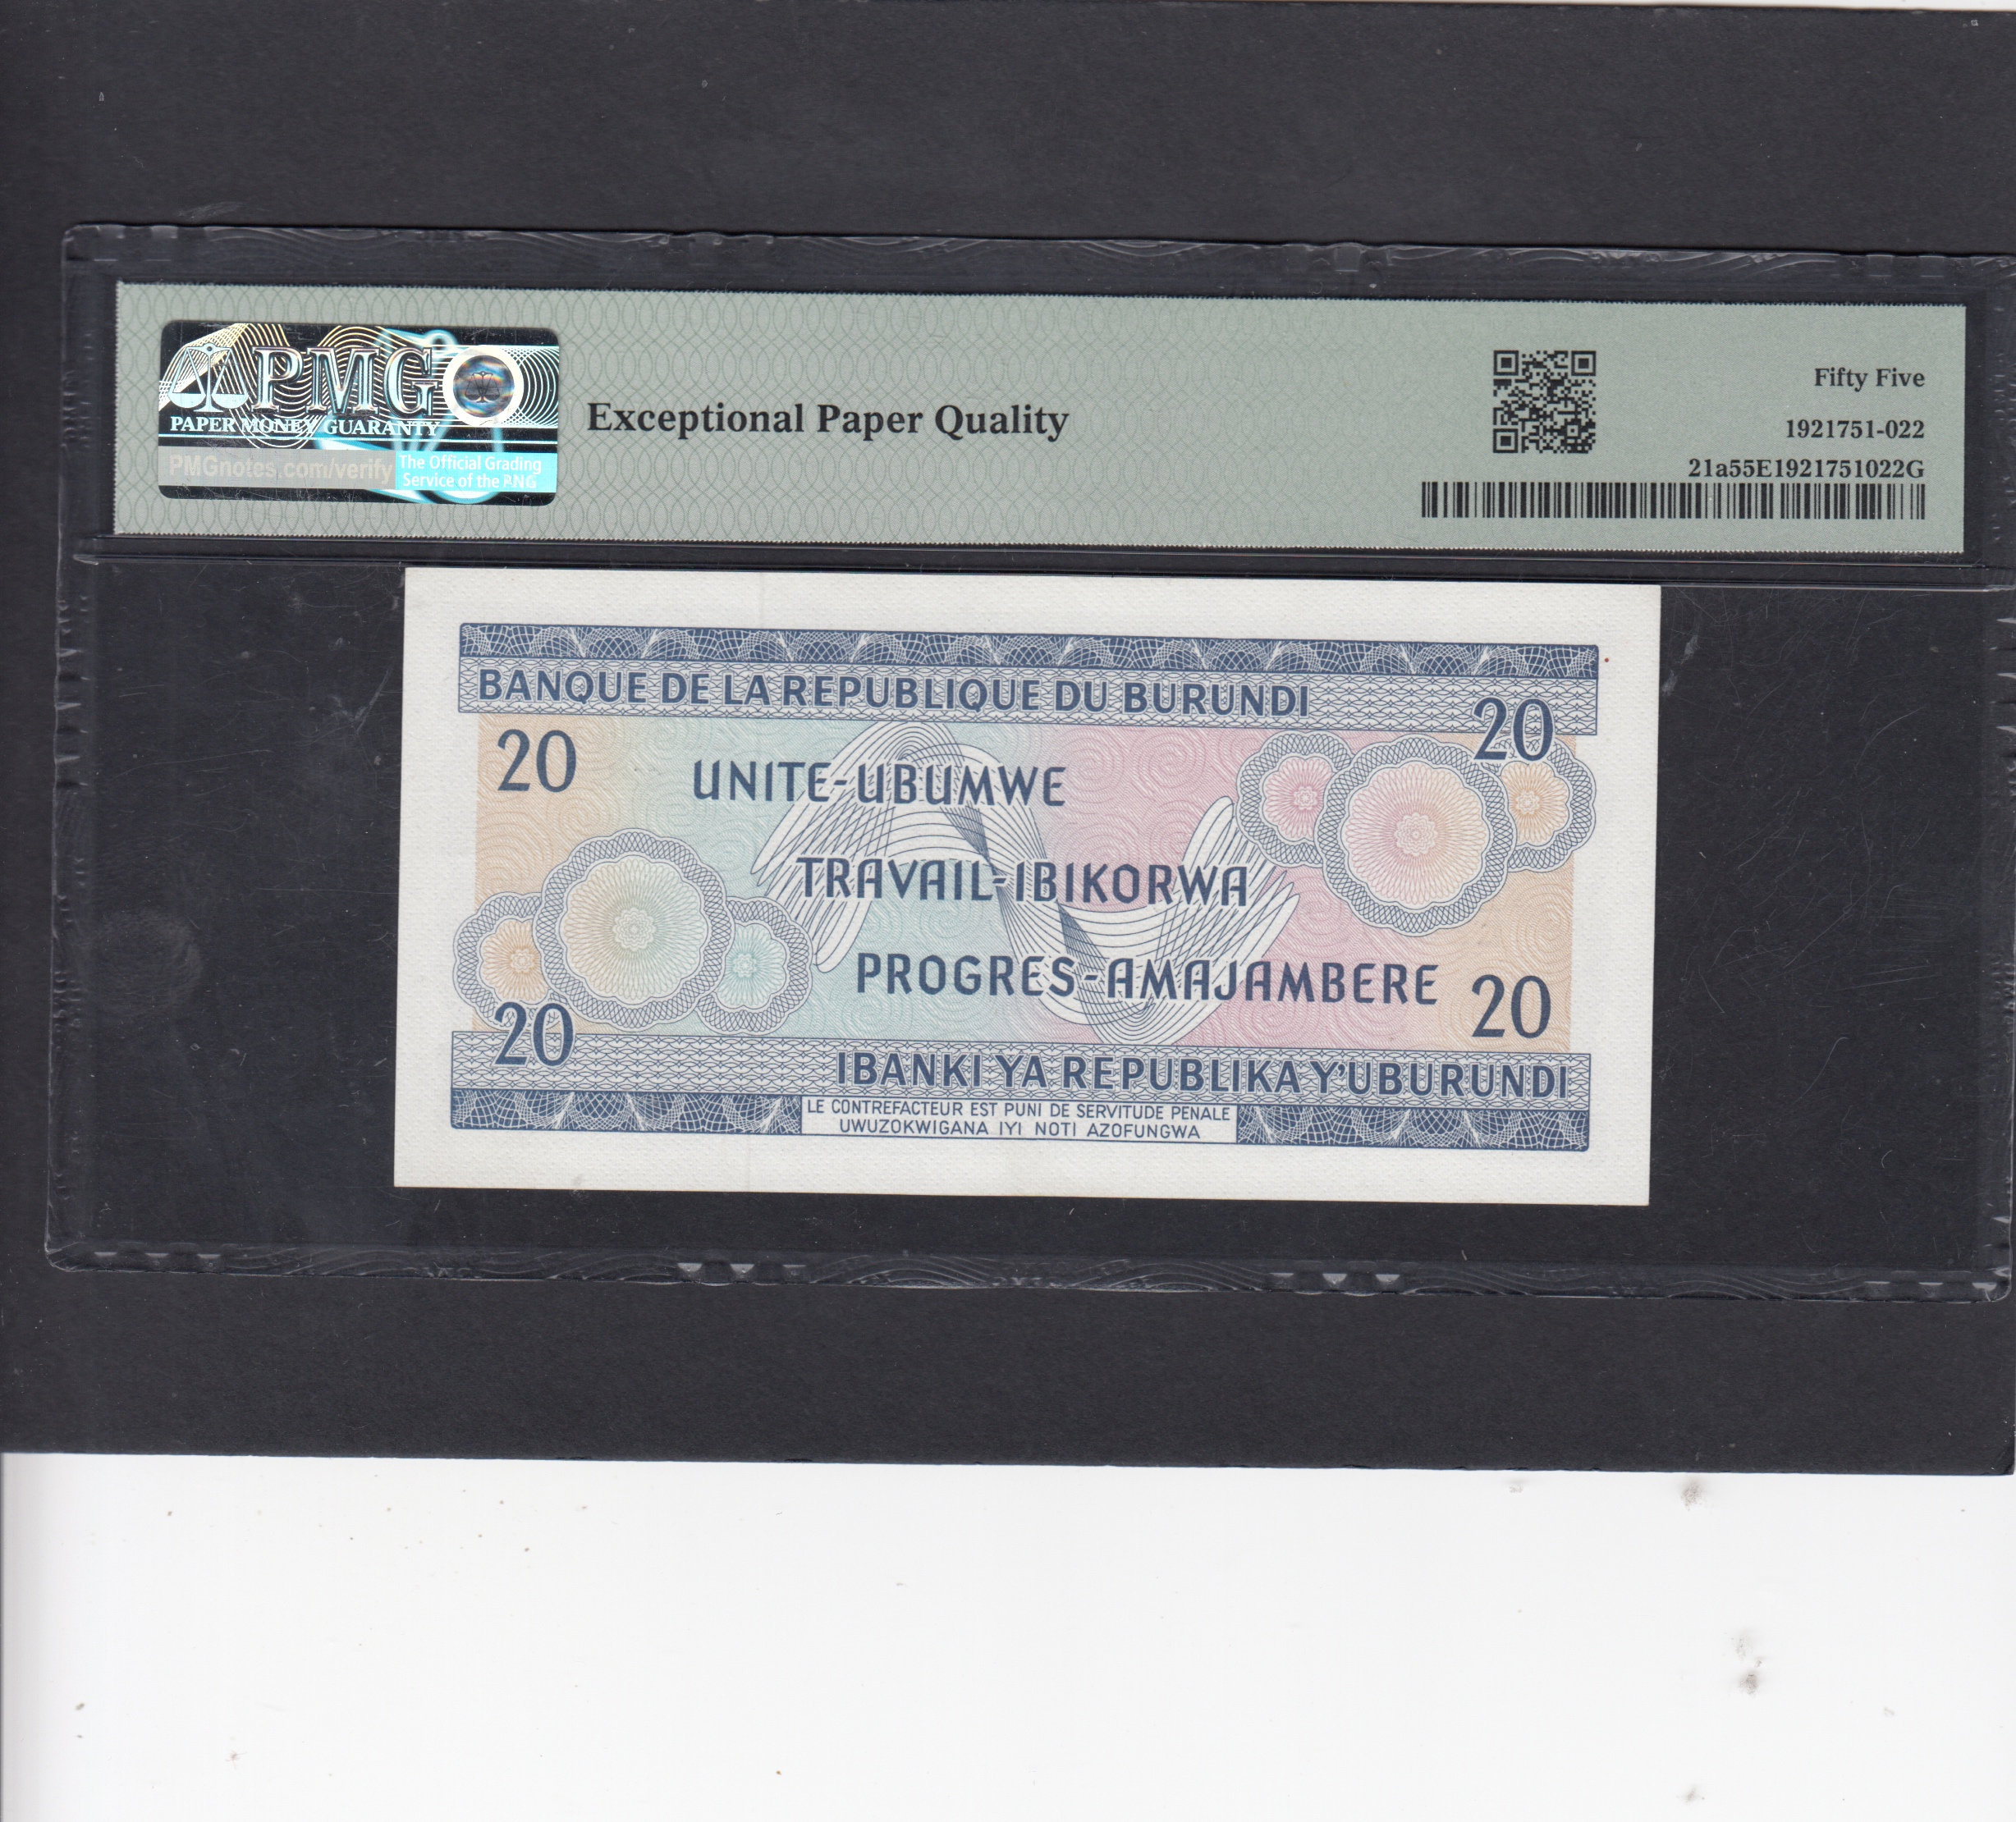 PMG
PAPER MONEY GUARANTY
PMGnotes.com/verify
The Official Grading
Service of the PNG
Exceptional Paper Quality
Fifty Five
1921751-022
21a55E1921751022G
BANQUE DE LA REPUBLIQUE DU BURUNDI
20
20
UNITE-UBUMWE
TRAVAIL-IBIKORWA
PROGRES-AMAJAMBERE
20
20
IBANKI YA REPUBLIKA Y'UBURUNDI
LE CONTREFACTEUR EST PUNI DE SERVITUDE PENALE
UWUZOKWIGANA IYI NOTI AZOFUNGWA